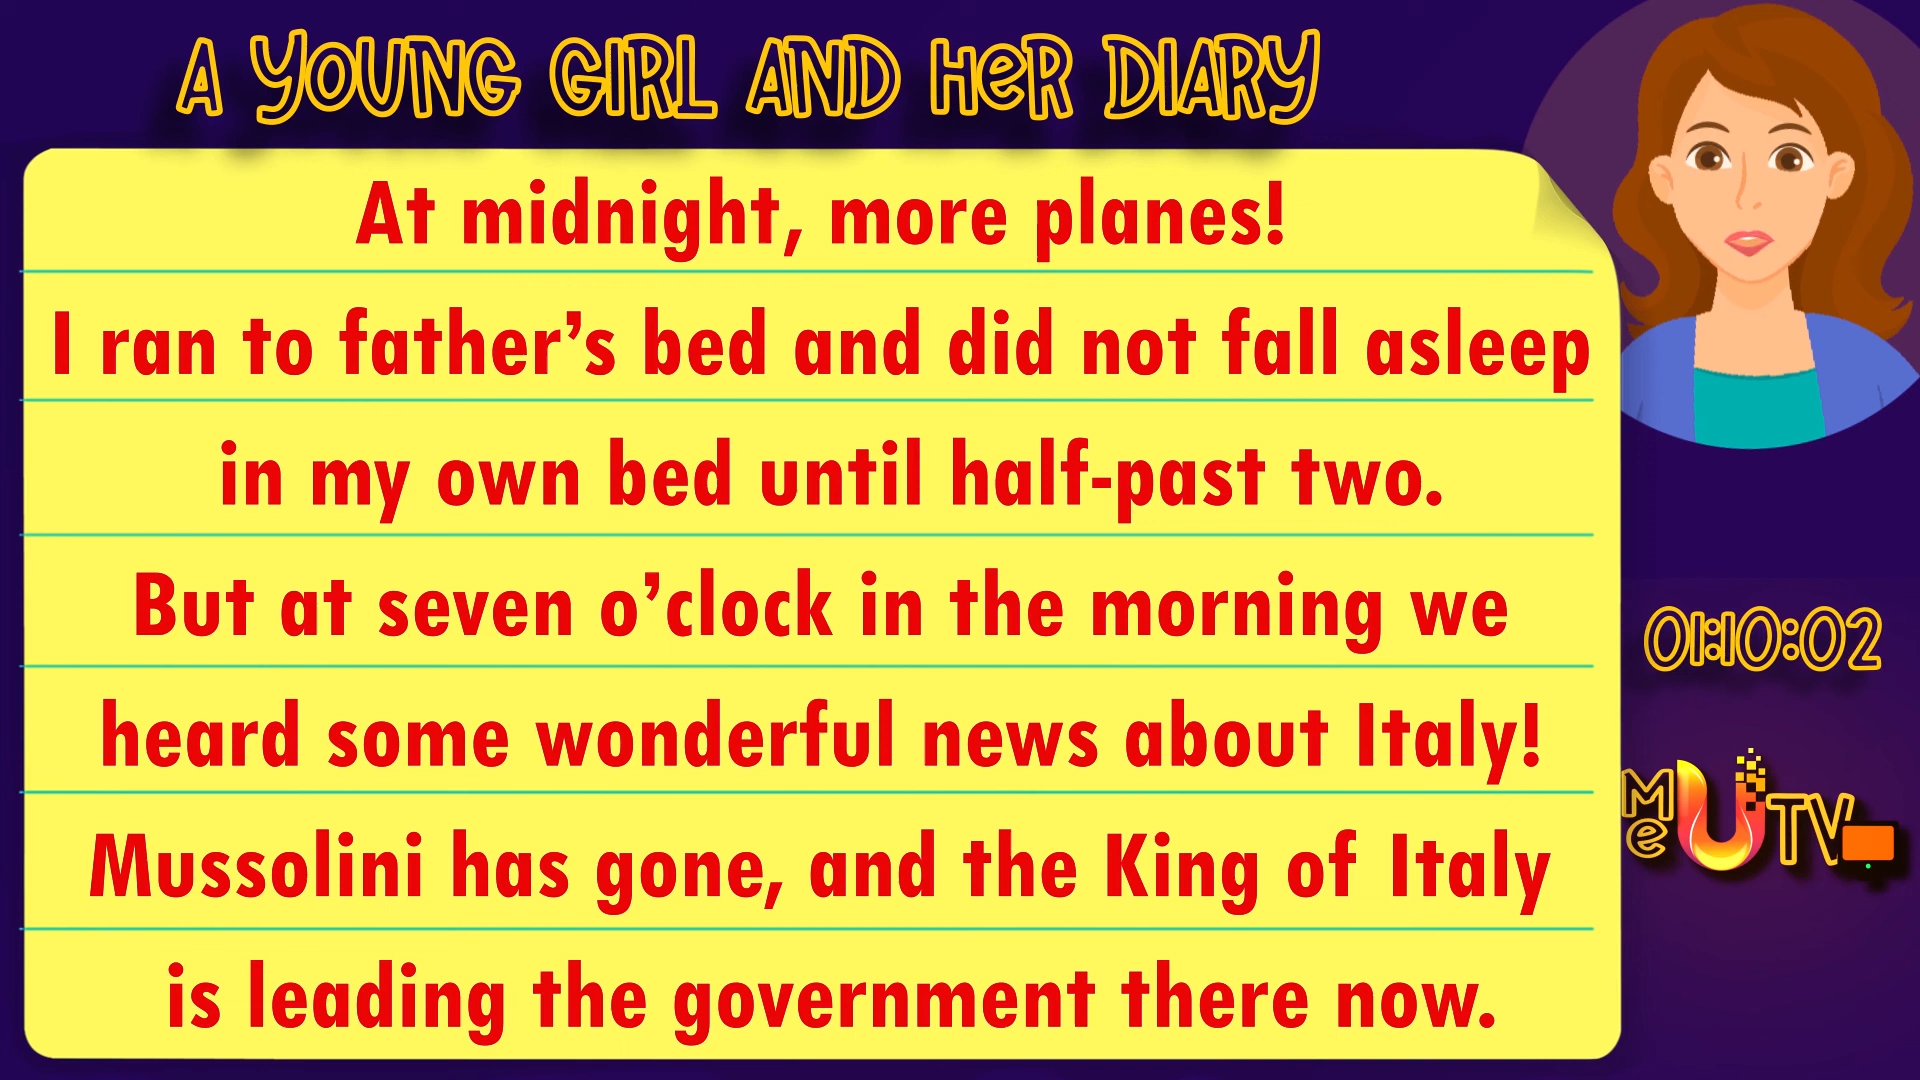 A YOUNG GIRL AND HeR DIARY
At midnight, more planes!
I ran to father’s bed and did not fall asleep
in my own bed until half-past two.
But at seven o’clock in the morning we
heard some wonderful news about Italy!
Mussolini has gone, and the King of Italy
is leading the government there now.
01:10:02
Me U TV